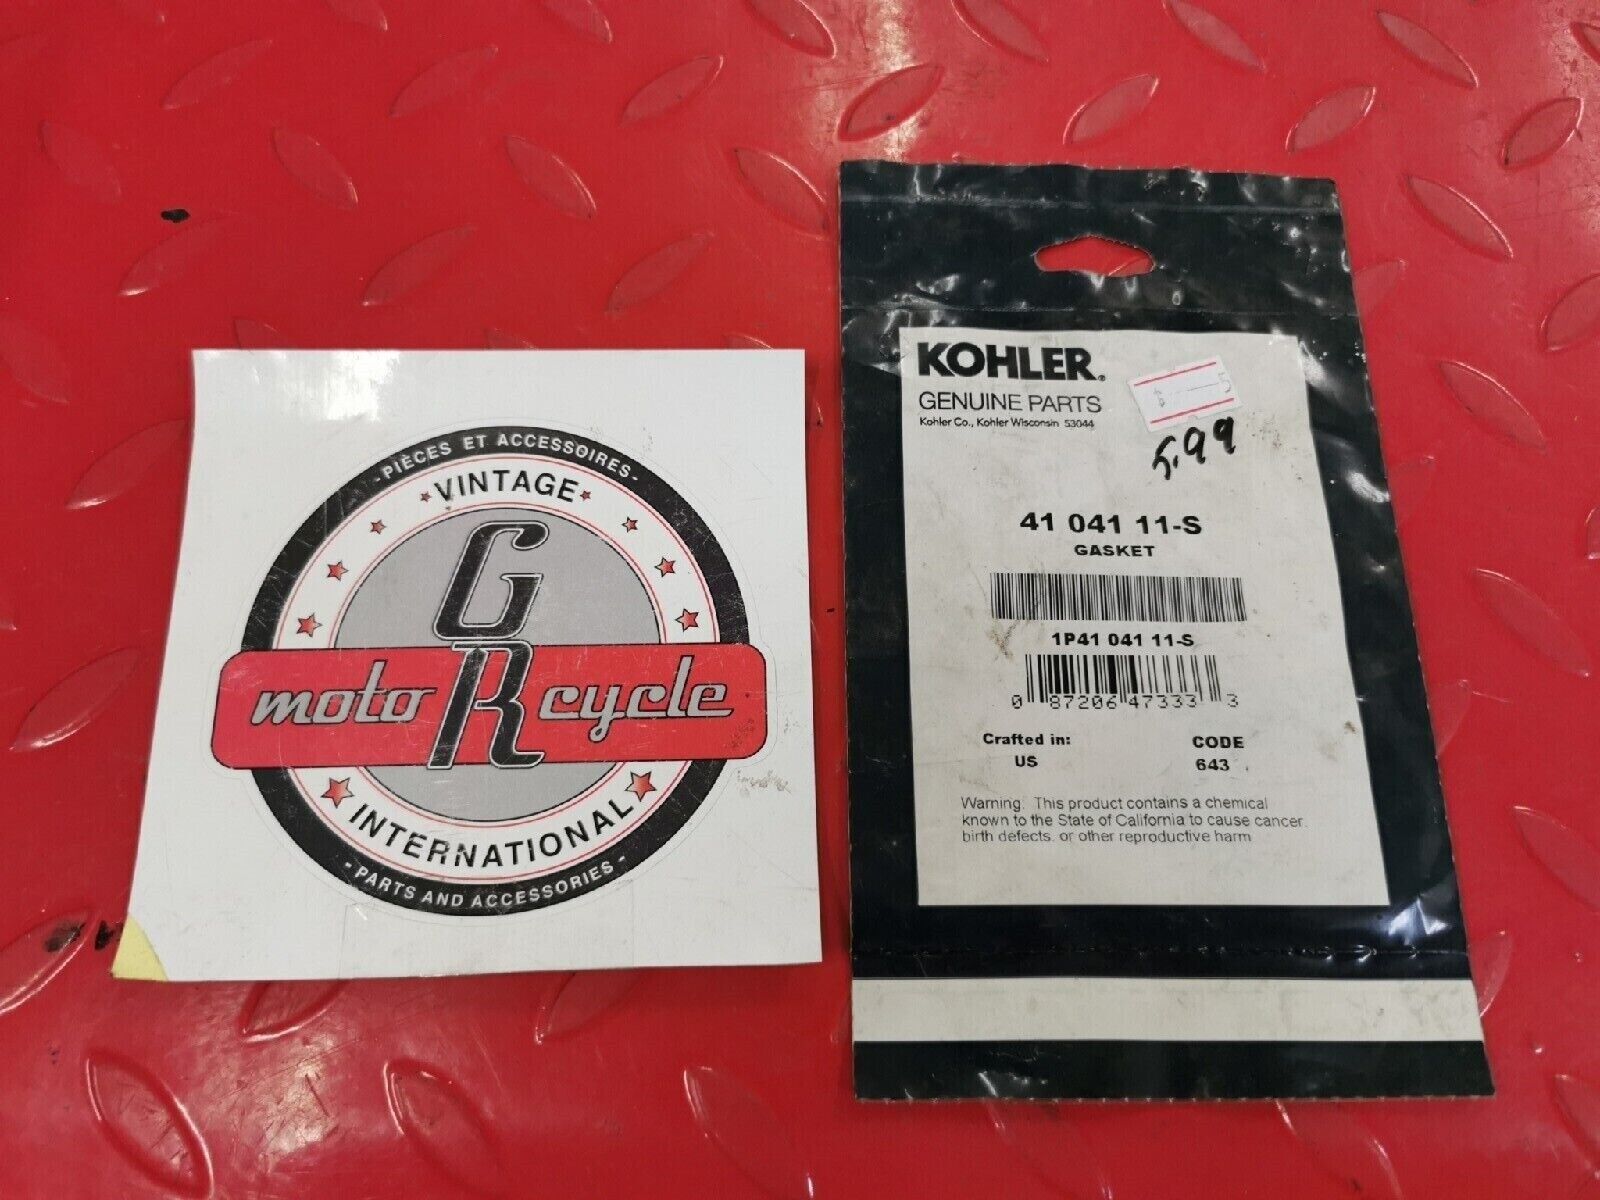 - PIÈCES ET ACCESSOIRES -
VINTAGE
GR
moto cycle
INTERNATIONAL
- PARTS AND ACCESSORIES -
KOHLER®
GENUINE PARTS
Kohler Co., Kohler Wisconsin 53044
5.99
41 041 11-S
GASKET
1P41 041 11-S
0 87206 47333 3
Crafted in:
US
CODE
643
Warning: This product contains a chemical
known to the State of California to cause cancer,
birth defects, or other reproductive harm